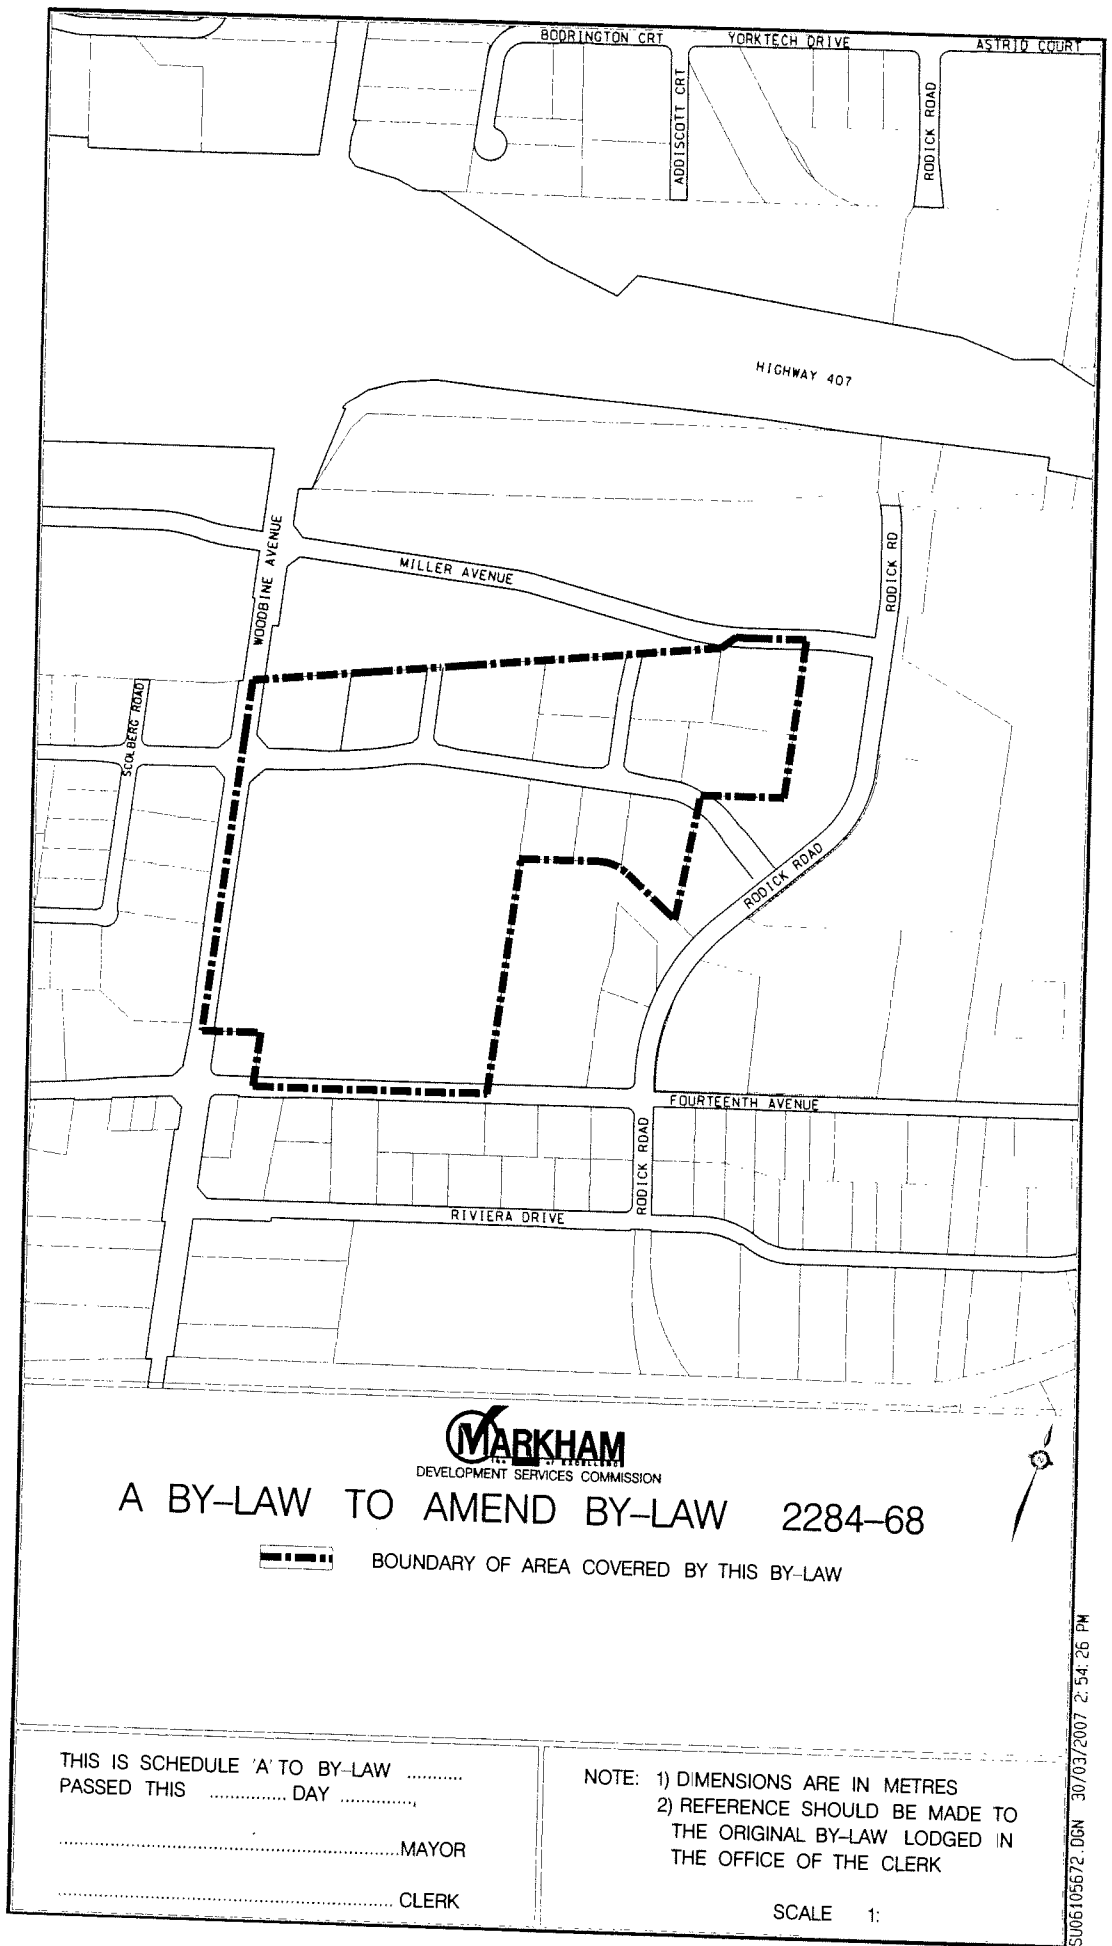 BODRINGTON CRT
YORKTECH DRIVE
ASTRID COURT
ADDISCOTT CRT
RODICK ROAD
HIGHWAY 407
WOODBINE AVENUE
MILLER AVENUE
RODICK RD
SCOLBERG ROAD
RODICK ROAD
FOURTEENTH AVENUE
RODICK ROAD
RIVIERA DRIVE
MARKHAM
DEVELOPMENT SERVICES COMMISSION
A BY-LAW TO AMEND BY-LAW 2284-68
BOUNDARY OF AREA COVERED BY THIS BY-LAW
THIS IS SCHEDULE 'A' TO BY-LAW ...........
PASSED THIS ............... DAY ..............
.................................................................. MAYOR
.................................................................. CLERK
NOTE: 1) DIMENSIONS ARE IN METRES
2) REFERENCE SHOULD BE MADE TO
THE ORIGINAL BY-LAW LODGED IN
THE OFFICE OF THE CLERK
SCALE 1:
SU06105672.DGN 30/03/2007 2:54:26 PM